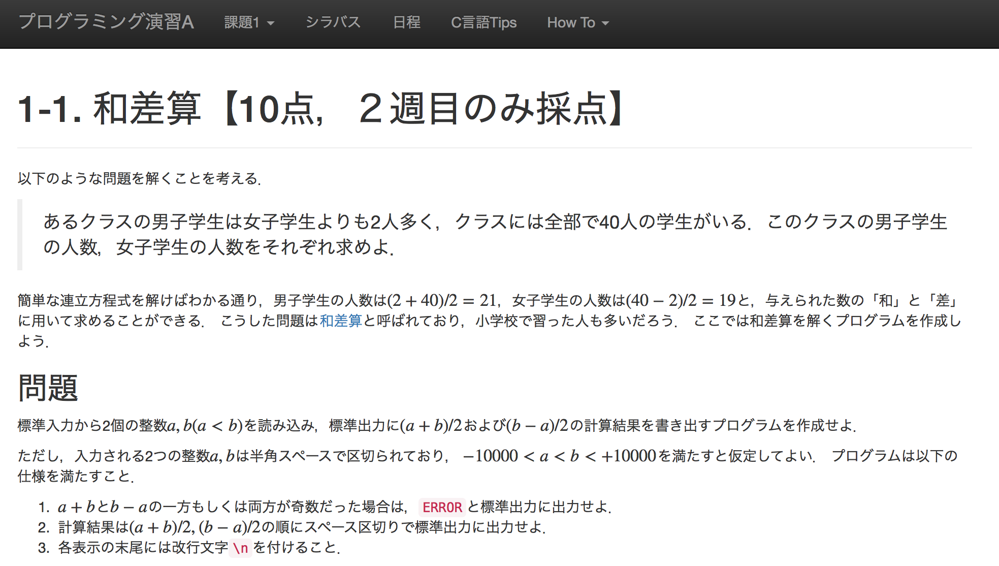 プログラミング演習A 課題1 シラバス 日程 C言語Tips How To
1-1. 和差算【10点，２週目のみ採点】
以下のような問題を解くことを考える．
あるクラスの男子学生は女子学生よりも2人多く，クラスには全部で40人の学生がいる．このクラスの男子学生
の人数，女子学生の人数をそれぞれ求めよ．
簡単な連立方程式を解けばわかる通り，男子学生の人数は(2 + 40)/2 = 21，女子学生の人数は(40 − 2)/2 = 19と，与えられた数の「和」と「差」
に用いて求めることができる． こうした問題は和差算と呼ばれており，小学校で習った人も多いだろう． ここでは和差算を解くプログラムを作成し
よう．
問題
標準入力から2個の整数a, b(a < b)を読み込み，標準出力に(a + b)/2および(b − a)/2の計算結果を書き出すプログラムを作成せよ．
ただし，入力される2つの整数a, bは半角スペースで区切られており， −10000 < a < b < +10000を満たすと仮定してよい． プログラムは以下の
仕様を満たすこと．
1. a + bとb − aの一方もしくは両方が奇数だった場合は，ERRORと標準出力に出力せよ．
2. 計算結果は(a + b)/2, (b − a)/2の順にスペース区切りで標準出力に出力せよ．
3. 各表示の末尾には改行文字\nを付けること．